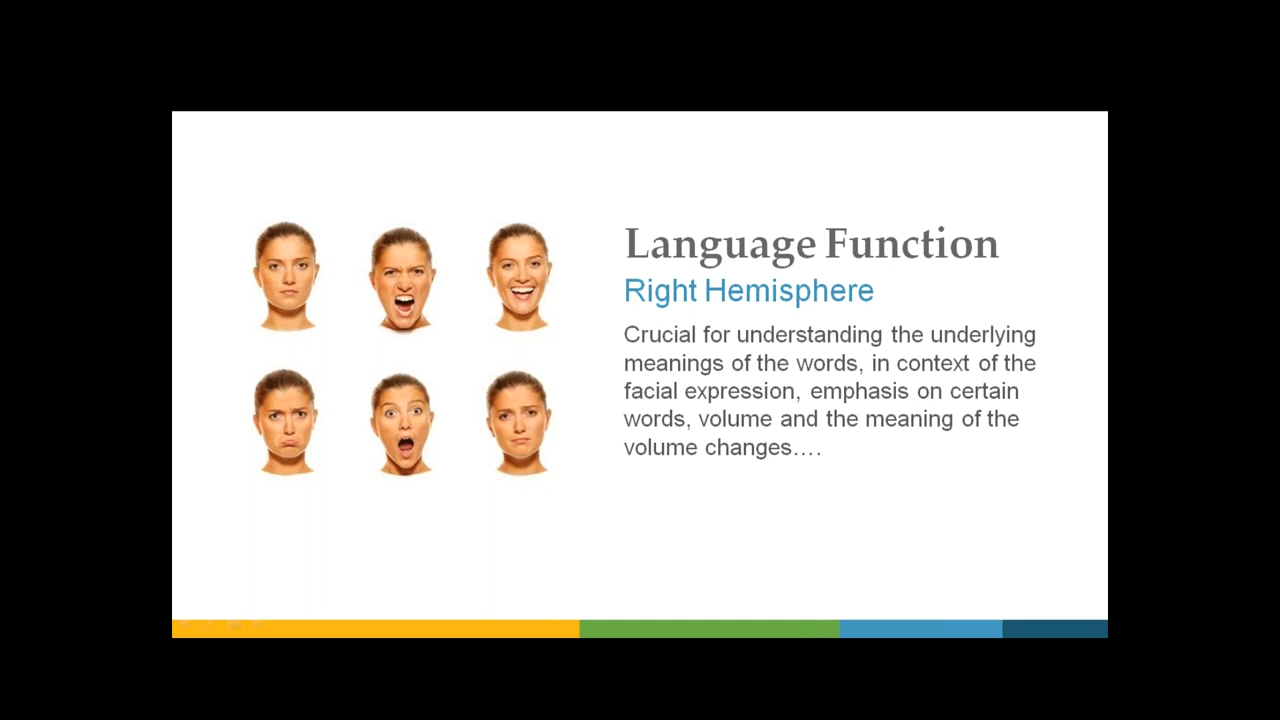 Language Function
Right Hemisphere
Crucial for understanding the underlying
meanings of the words, in context of the
facial expression, emphasis on certain
words, volume and the meaning of the
volume changes….